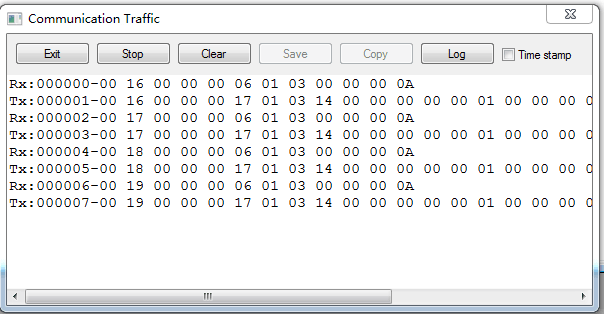 Communication Traffic
Exit Stop Clear Save Copy Log Time stamp
Rx:000000-00 16 00 00 00 06 01 03 00 00 00 0A
Tx:000001-00 16 00 00 00 17 01 03 14 00 00 00 00 00 01 00 00 00
Rx:000002-00 17 00 00 00 06 01 03 00 00 00 0A
Tx:000003-00 17 00 00 00 17 01 03 14 00 00 00 00 00 01 00 00 00
Rx:000004-00 18 00 00 00 06 01 03 00 00 00 0A
Tx:000005-00 18 00 00 00 17 01 03 14 00 00 00 00 00 01 00 00 00
Rx:000006-00 19 00 00 00 06 01 03 00 00 00 0A
Tx:000007-00 19 00 00 00 17 01 03 14 00 00 00 00 00 01 00 00 00